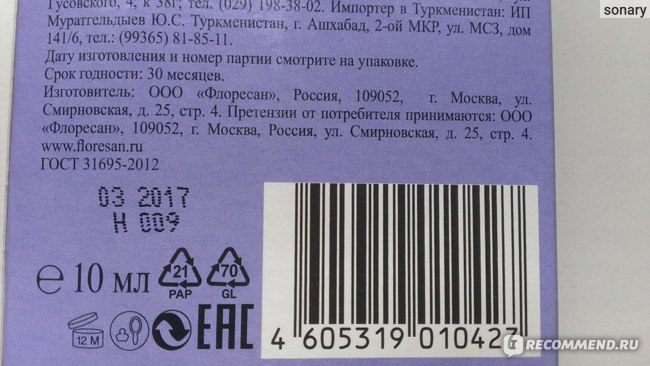 sonary
Гусовского, 4, к 38г; тел. (029) 198-38-02. Импортер в Туркменистан: ИП
Муратгелдыев Ю.С. Туркменистан, г. Ашхабад, 2-ой МКР, ул. МСЗ, дом
141/6, тел.: (99365) 81-85-11.
Дату изготовления и номер партии смотрите на упаковке.
Срок годности: 30 месяцев.
Изготовитель: ООО «Флоресан», Россия, 109052, г. Москва, ул.
Смирновская, д. 25, стр. 4. Претензии от потребителя принимаются: ООО
«Флоресан», 109052, г. Москва, Россия, ул. Смирновская, д. 25, стр. 4.
www.floresan.ru
ГОСТ 31695-2012
03 2017
Н 009
℮ 10 мл
21
PAP
70
GL
12 M
EAC
4 605319 010427
IRECOMMEND.RU